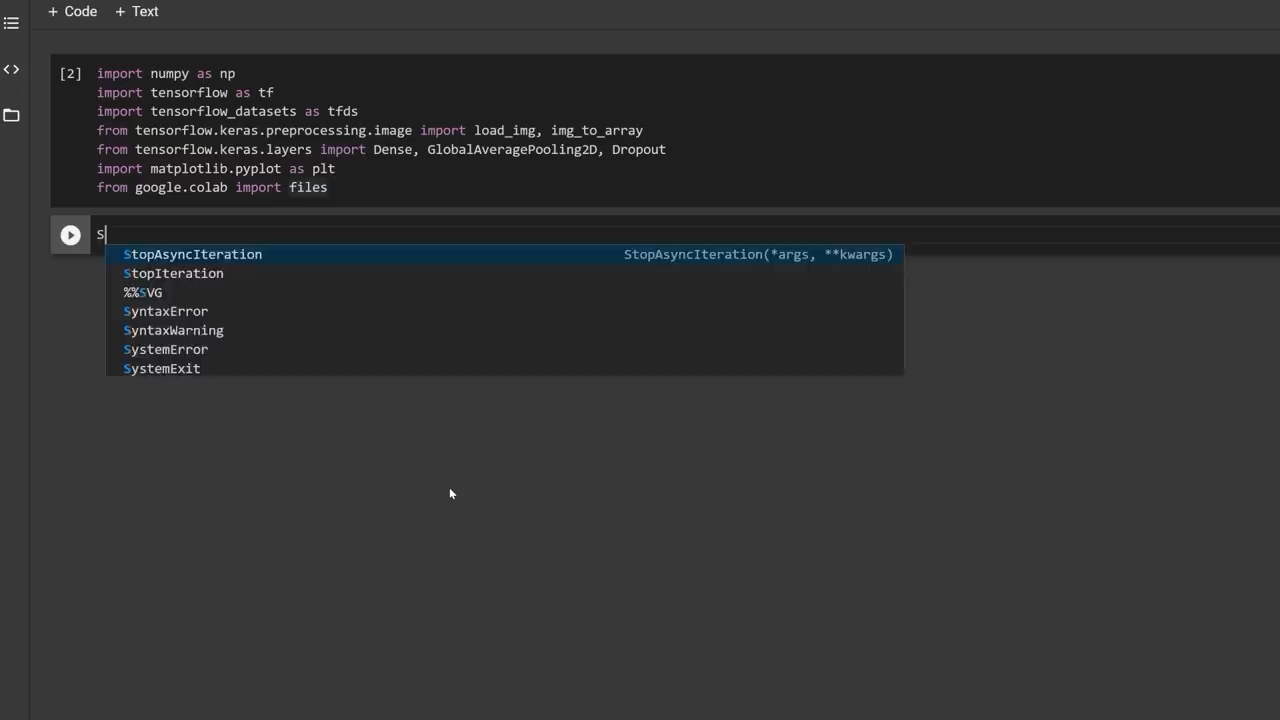 + Code + Text
[2] import numpy as np
import tensorflow as tf
import tensorflow_datasets as tfds
from tensorflow.keras.preprocessing.image import load_img, img_to_array
from tensorflow.keras.layers import Dense, GlobalAveragePooling2D, Dropout
import matplotlib.pyplot as plt
from google.colab import files
S
StopAsyncIteration StopAsyncIteration(*args, **kwargs)
StopIteration
%%SVG
SyntaxError
SyntaxWarning
SystemError
SystemExit